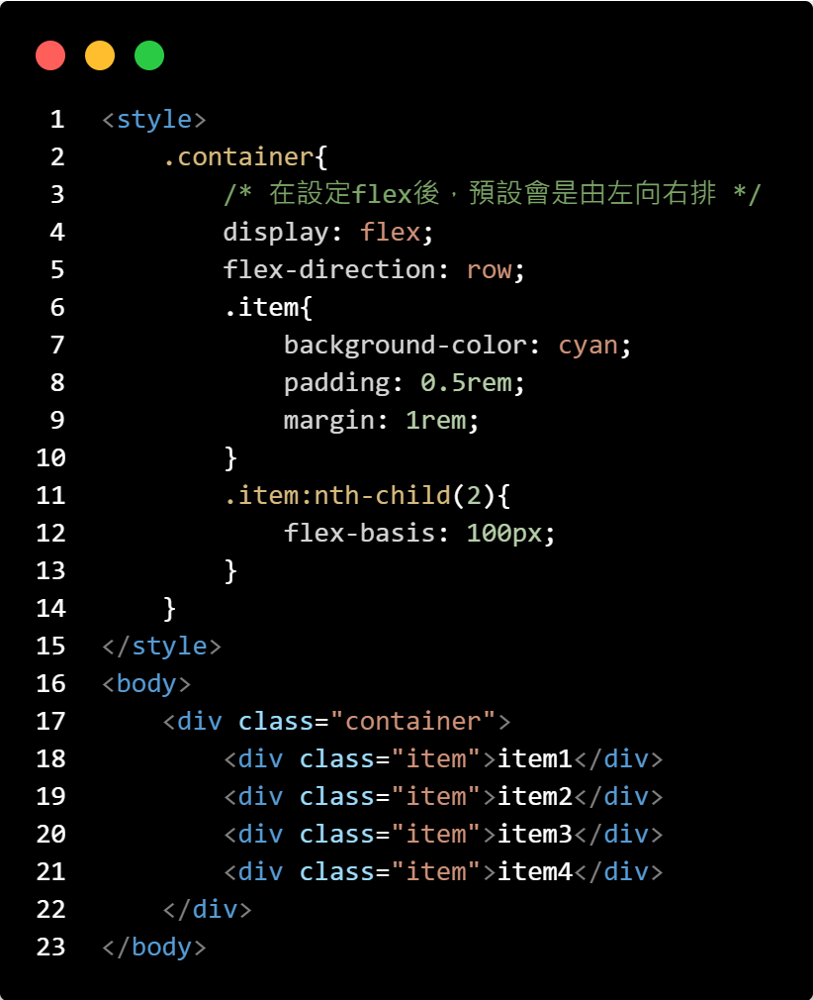 1 <style>
2     .container{
3         /* 在設定flex後，預設會是由左向右排 */
4         display: flex;
5         flex-direction: row;
6         .item{
7             background-color: cyan;
8             padding: 0.5rem;
9             margin: 1rem;
10         }
11         .item:nth-child(2){
12             flex-basis: 100px;
13         }
14     }
15 </style>
16 <body>
17     <div class="container">
18         <div class="item">item1</div>
19         <div class="item">item2</div>
20         <div class="item">item3</div>
21         <div class="item">item4</div>
22     </div>
23 </body>